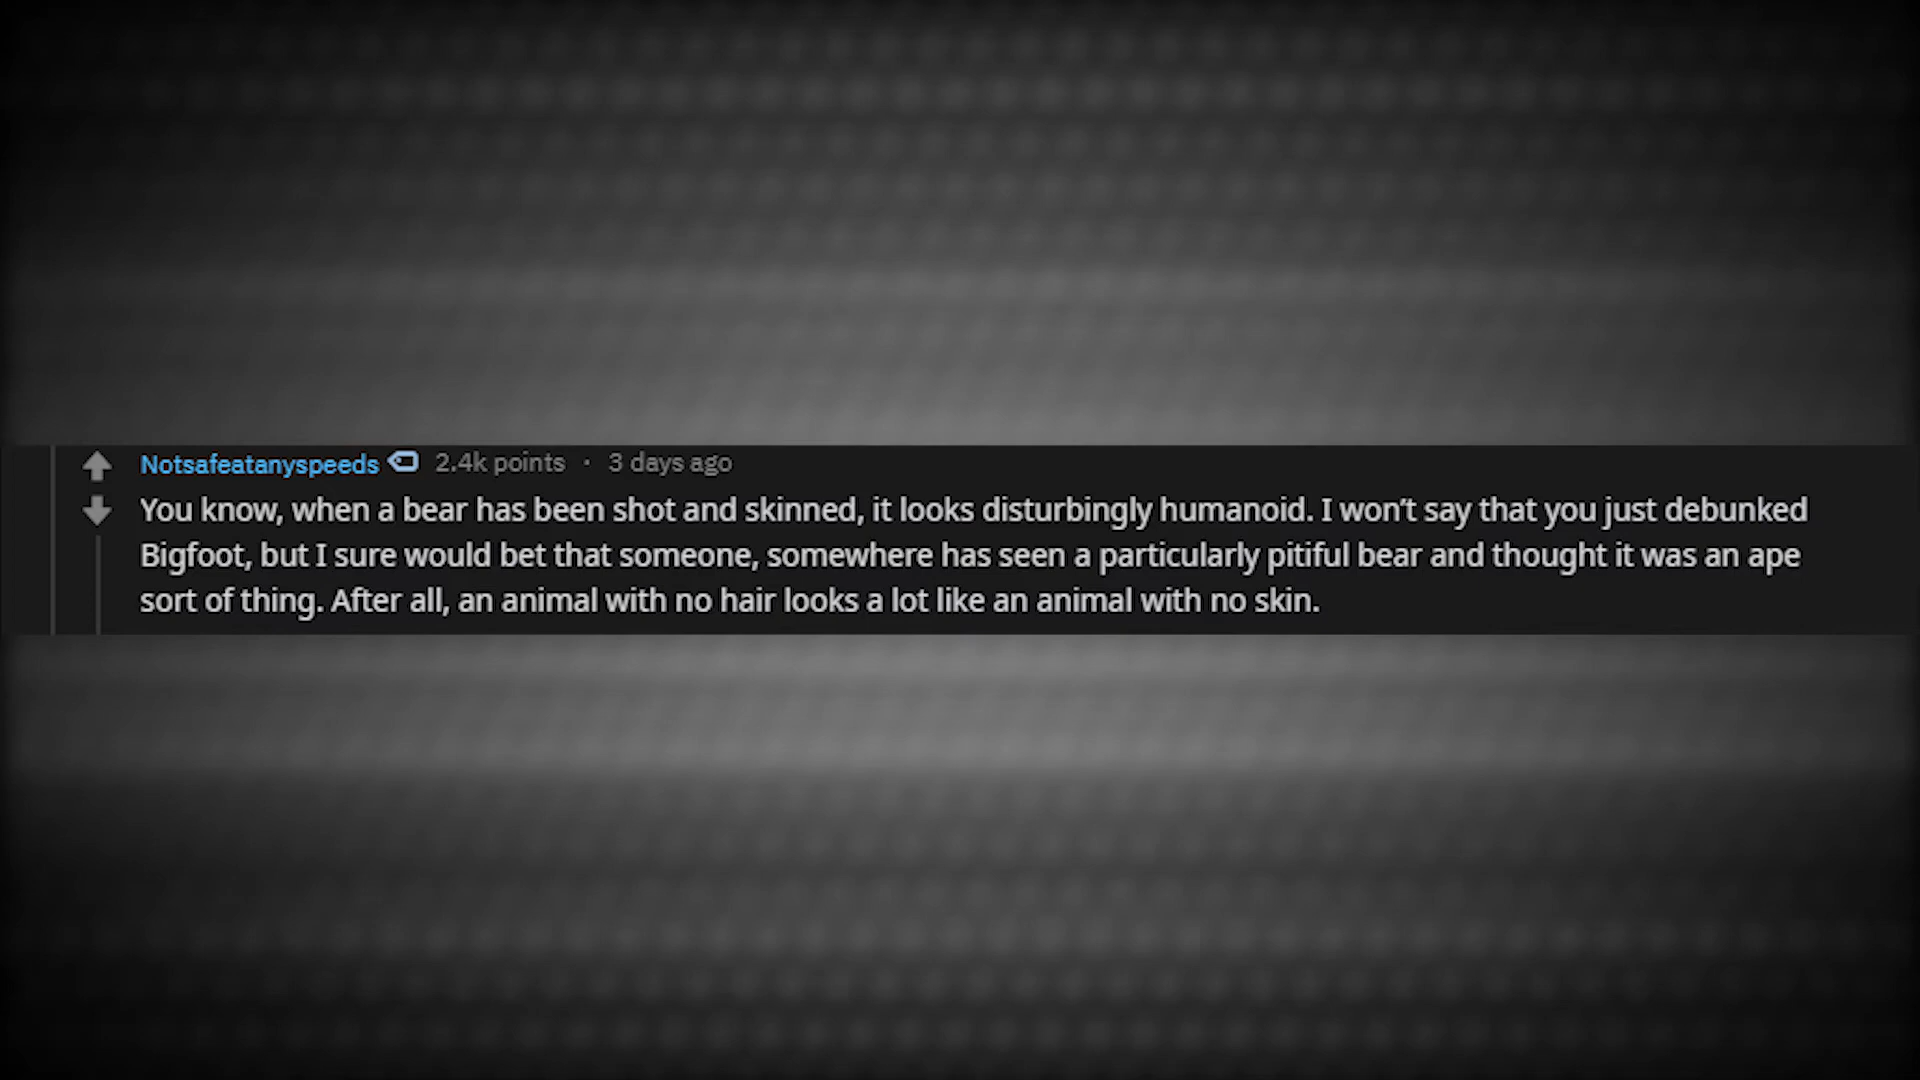 Notsafeatanyspeeds 2.4k points · 3 days ago
You know, when a bear has been shot and skinned, it looks disturbingly humanoid. I won’t say that you just debunked
Bigfoot, but I sure would bet that someone, somewhere has seen a particularly pitiful bear and thought it was an ape
sort of thing. After all, an animal with no hair looks a lot like an animal with no skin.